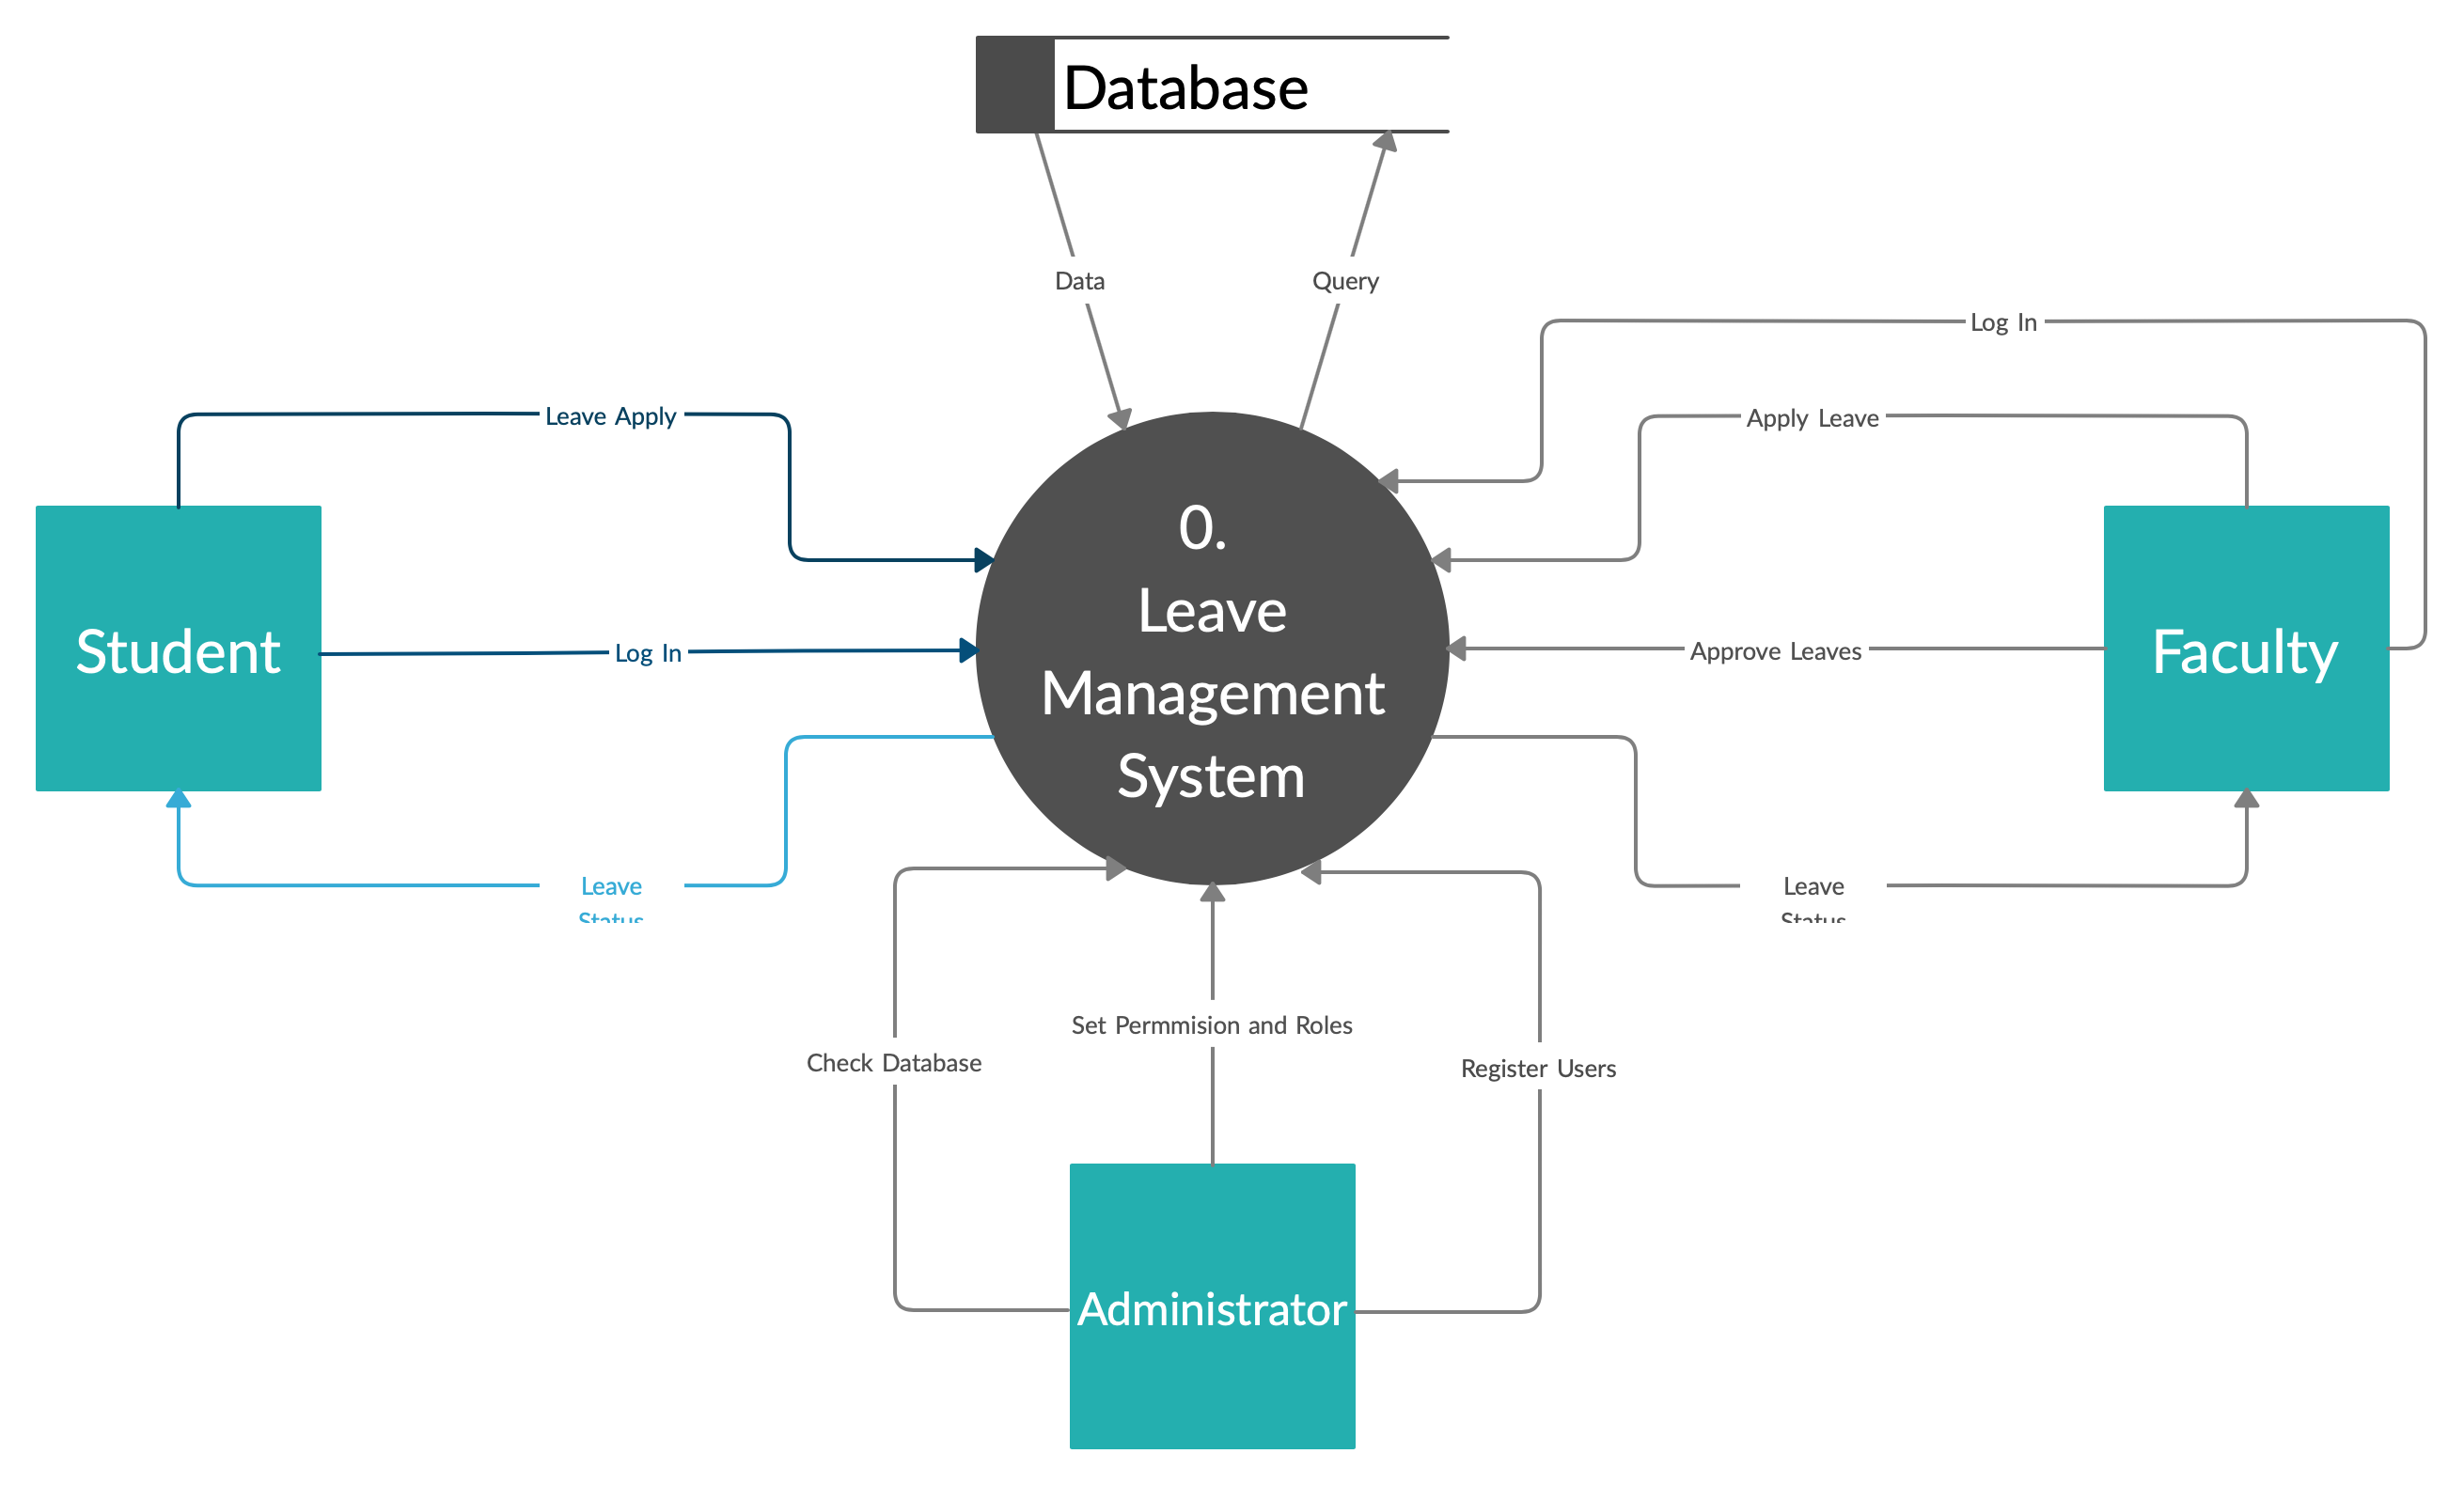 Database
Data
Query
Log In
Leave Apply
Apply Leave
0.
Leave
Management
System
Student
Log In
Approve Leaves
Faculty
Leave
Status
Leave
Status
Set Permmision and Roles
Check Database
Register Users
Administrator